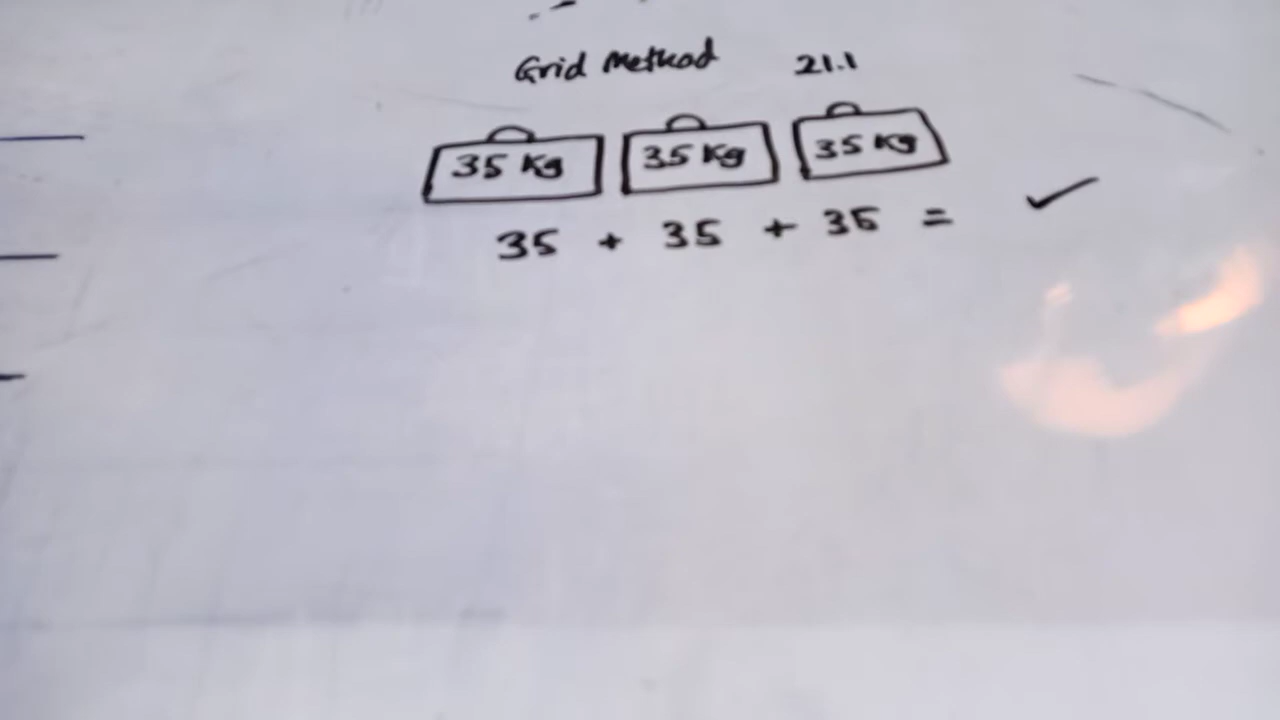 Grid Method 21.1
35 Kg 35 Kg 35 Kg
35 + 35 + 35 =